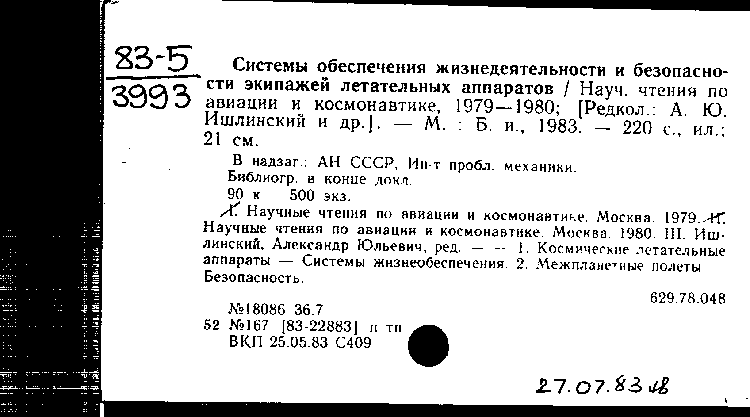 83-5
3993
Системы обеспечения жизнедеятельности и безопасно-
сти экипажей летательных аппаратов / Науч. чтения по
авиации и космонавтике, 1979—1980; [Редкол.: А. Ю.
Ишлинский и др.]. — М. : Б. и., 1983. — 220 с., ил.;
21 см.
В надзаг.: АН СССР, Ин-т пробл. механики.
Библиогр. в конце докл.
90 к 500 экз.
I. Научные чтения по авиации и космонавтике. Москва. 1979. II.
Научные чтения по авиации и космонавтике. Москва. 1980. III. Иш-
линский, Александр Юльевич, ред. — — 1. Космические летательные
аппараты — Системы жизнеобеспечения. 2. Межпланетные полеты
Безопасность.
629.78.048
№18086 36.7
52 №167 [83-22883] п тп
ВКП 25.05.83 С409
27.07.83